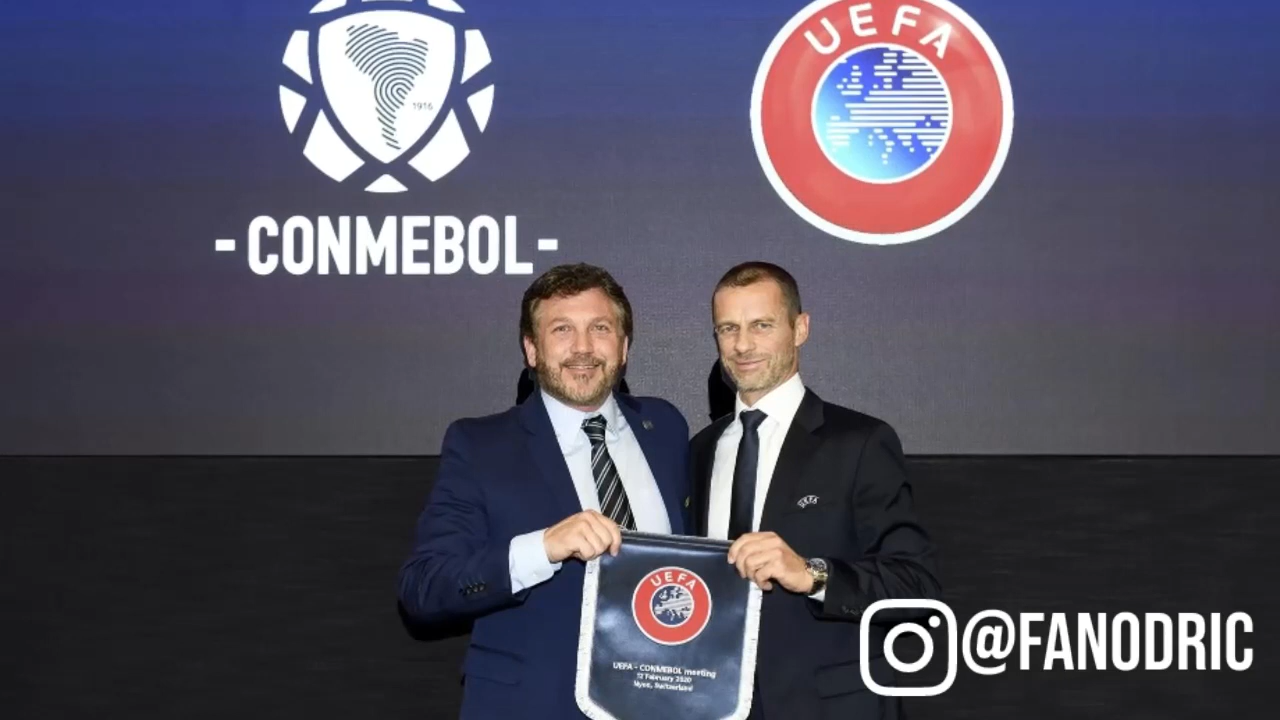 1916
-CONMEBOL-
UEFA
UEFA
UEFA
UEFA - CONMEBOL meeting
12 February 2020
Nyon, Switzerland
@FANODRIC